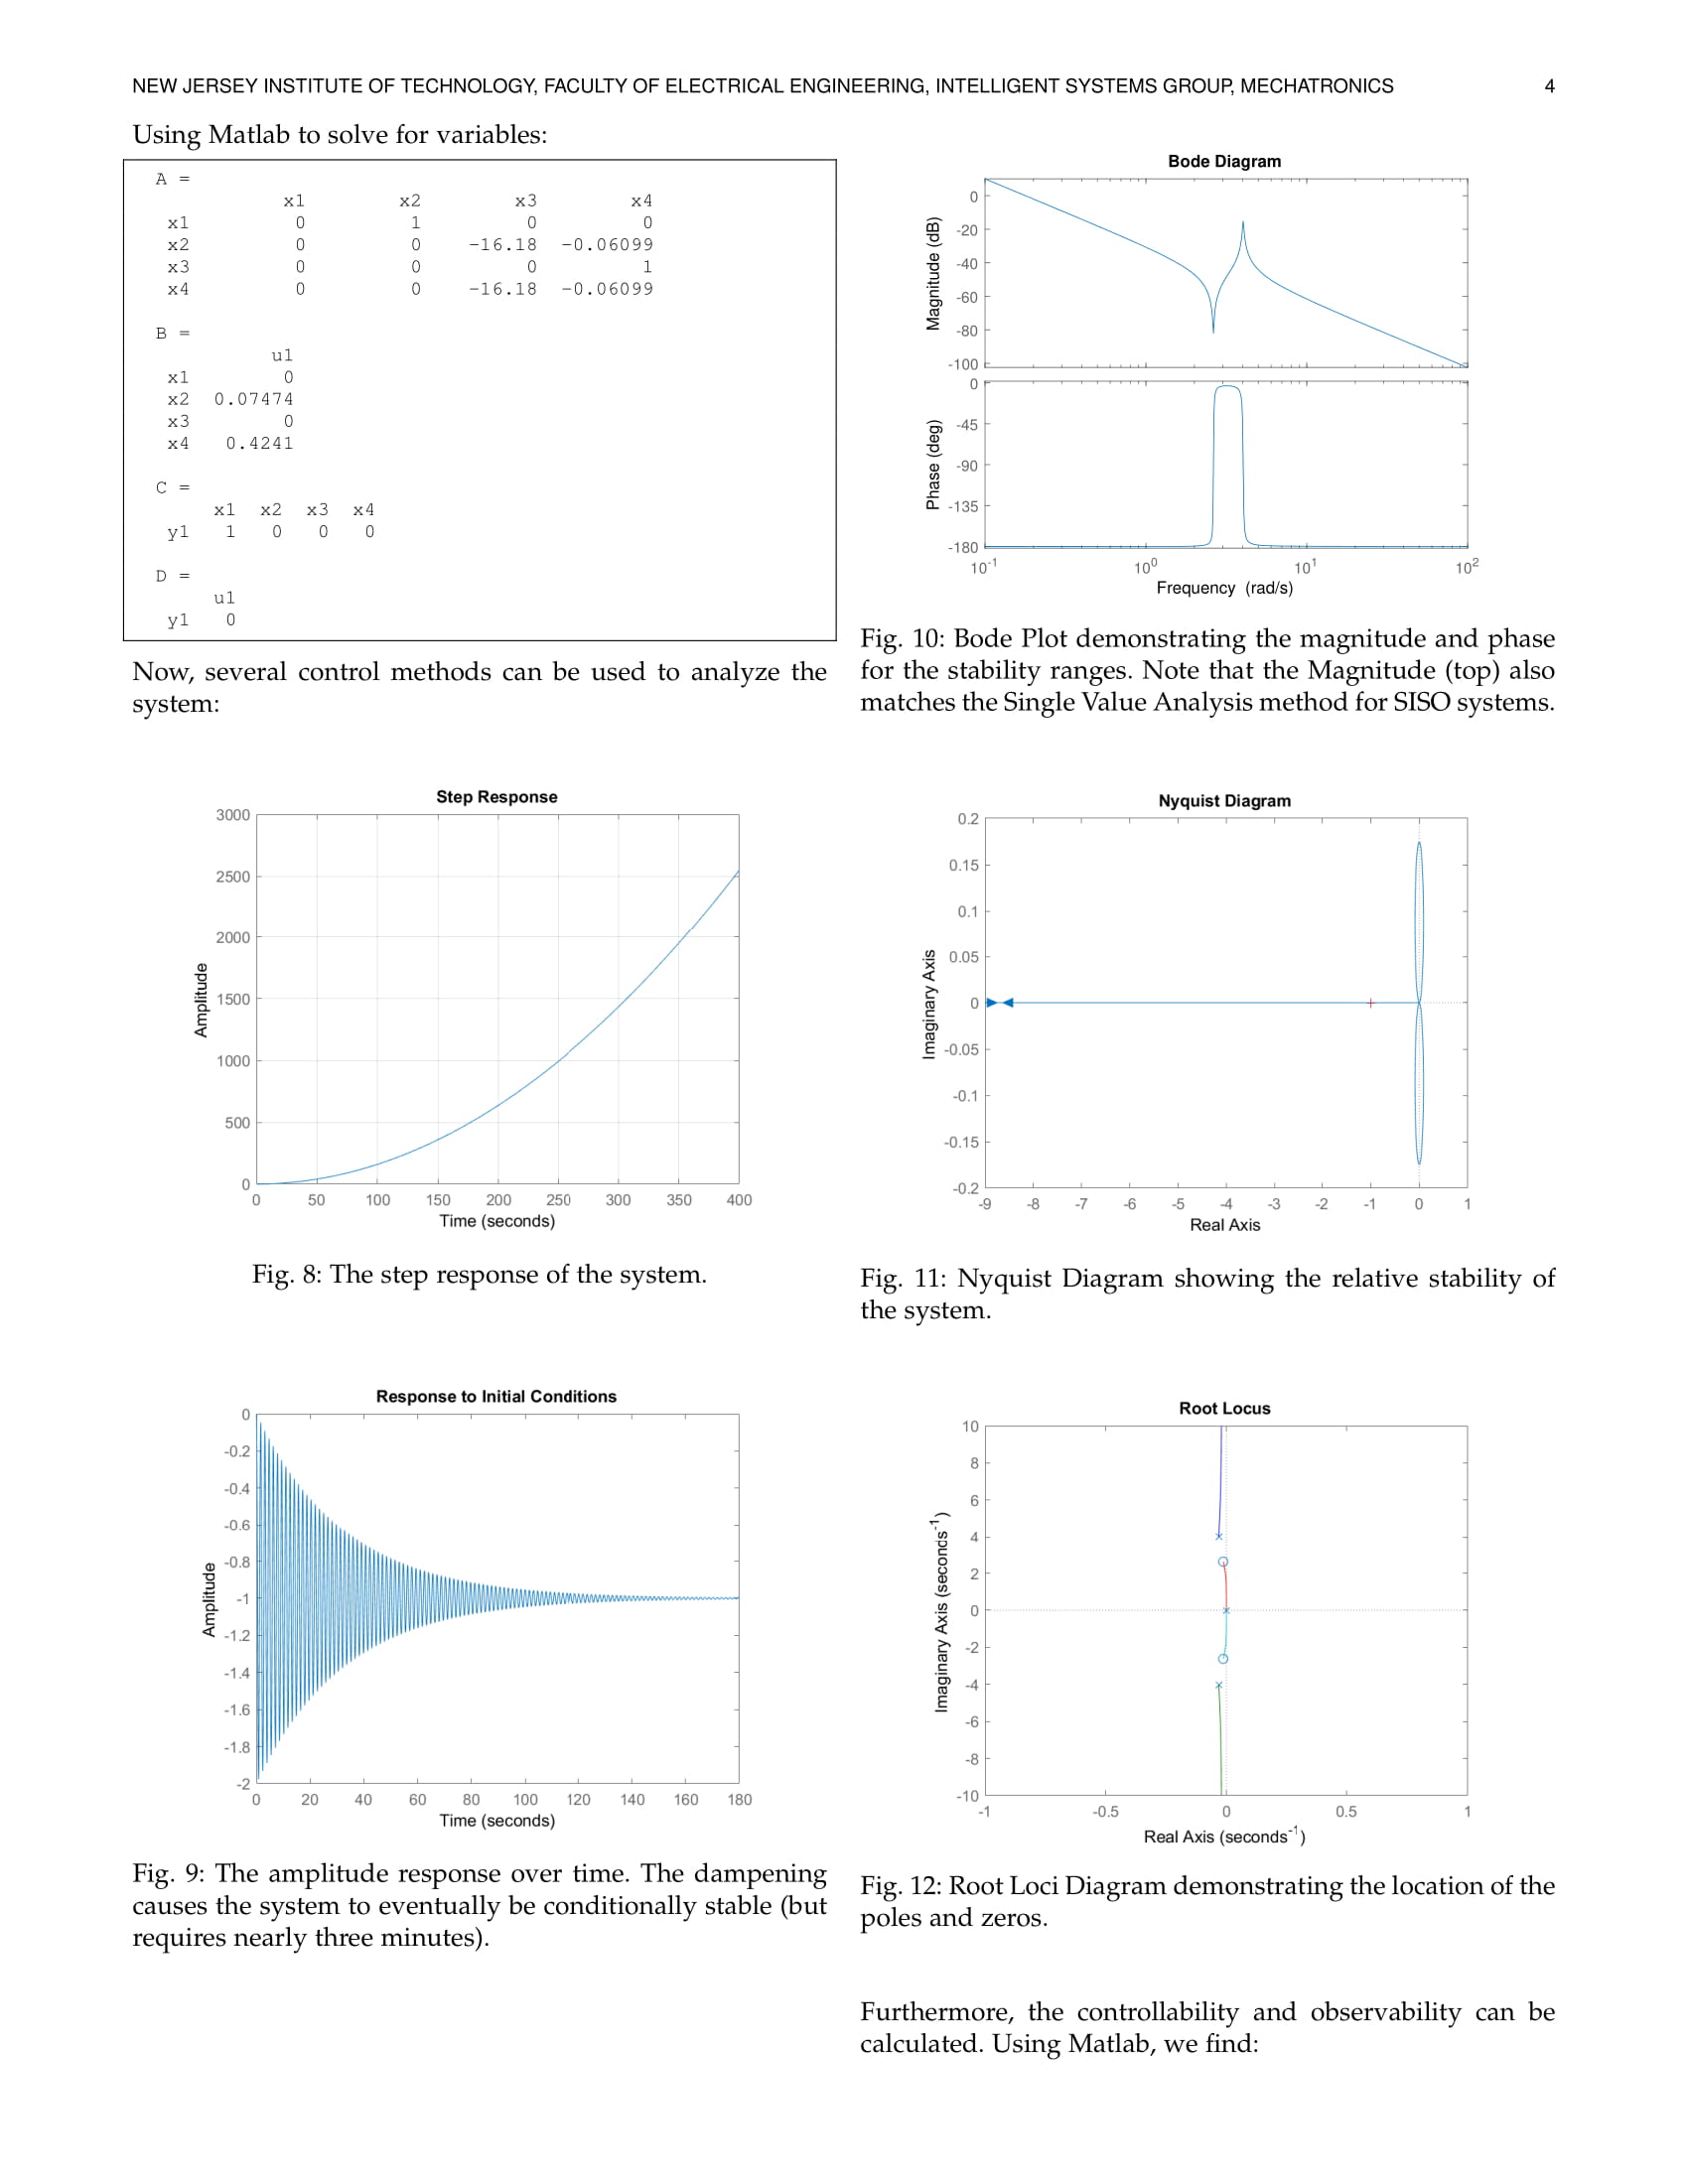 NEW JERSEY INSTITUTE OF TECHNOLOGY, FACULTY OF ELECTRICAL ENGINEERING, INTELLIGENT SYSTEMS GROUP, MECHATRONICS 4
Using Matlab to solve for variables:
A =
x1 x2 x3 x4
x1 0 1 0 0
x2 0 0 -16.18 -0.06099
x3 0 0 0 1
x4 0 0 -16.18 -0.06099
B =
u1
x1 0
x2 0.07474
x3 0
x4 0.4241
C =
x1 x2 x3 x4
y1 1 0 0 0
D =
u1
y1 0
Now, several control methods can be used to analyze the
system:
Step Response
Amplitude
3000
2500
2000
1500
1000
500
0
0 50 100 150 200 250 300 350 400
Time (seconds)
Fig. 8: The step response of the system.
Response to Initial Conditions
Amplitude
0
-0.2
-0.4
-0.6
-0.8
-1
-1.2
-1.4
-1.6
-1.8
-2
0 20 40 60 80 100 120 140 160 180
Time (seconds)
Fig. 9: The amplitude response over time. The dampening
causes the system to eventually be conditionally stable (but
requires nearly three minutes).
Bode Diagram
Magnitude (dB)
0
-20
-40
-60
-80
-100
Phase (deg)
0
-45
-90
-135
-180
10^-1 10^0 10^1 10^2
Frequency (rad/s)
Fig. 10: Bode Plot demonstrating the magnitude and phase
for the stability ranges. Note that the Magnitude (top) also
matches the Single Value Analysis method for SISO systems.
Nyquist Diagram
Imaginary Axis
0.2
0.15
0.1
0.05
0
-0.05
-0.1
-0.15
-0.2
-9 -8 -7 -6 -5 -4 -3 -2 -1 0 1
Real Axis
Fig. 11: Nyquist Diagram showing the relative stability of
the system.
Root Locus
Imaginary Axis (seconds^-1)
10
8
6
4
2
0
-2
-4
-6
-8
-10
-1 -0.5 0 0.5 1
Real Axis (seconds^-1)
Fig. 12: Root Loci Diagram demonstrating the location of the
poles and zeros.
Furthermore, the controllability and observability can be
calculated. Using Matlab, we find: